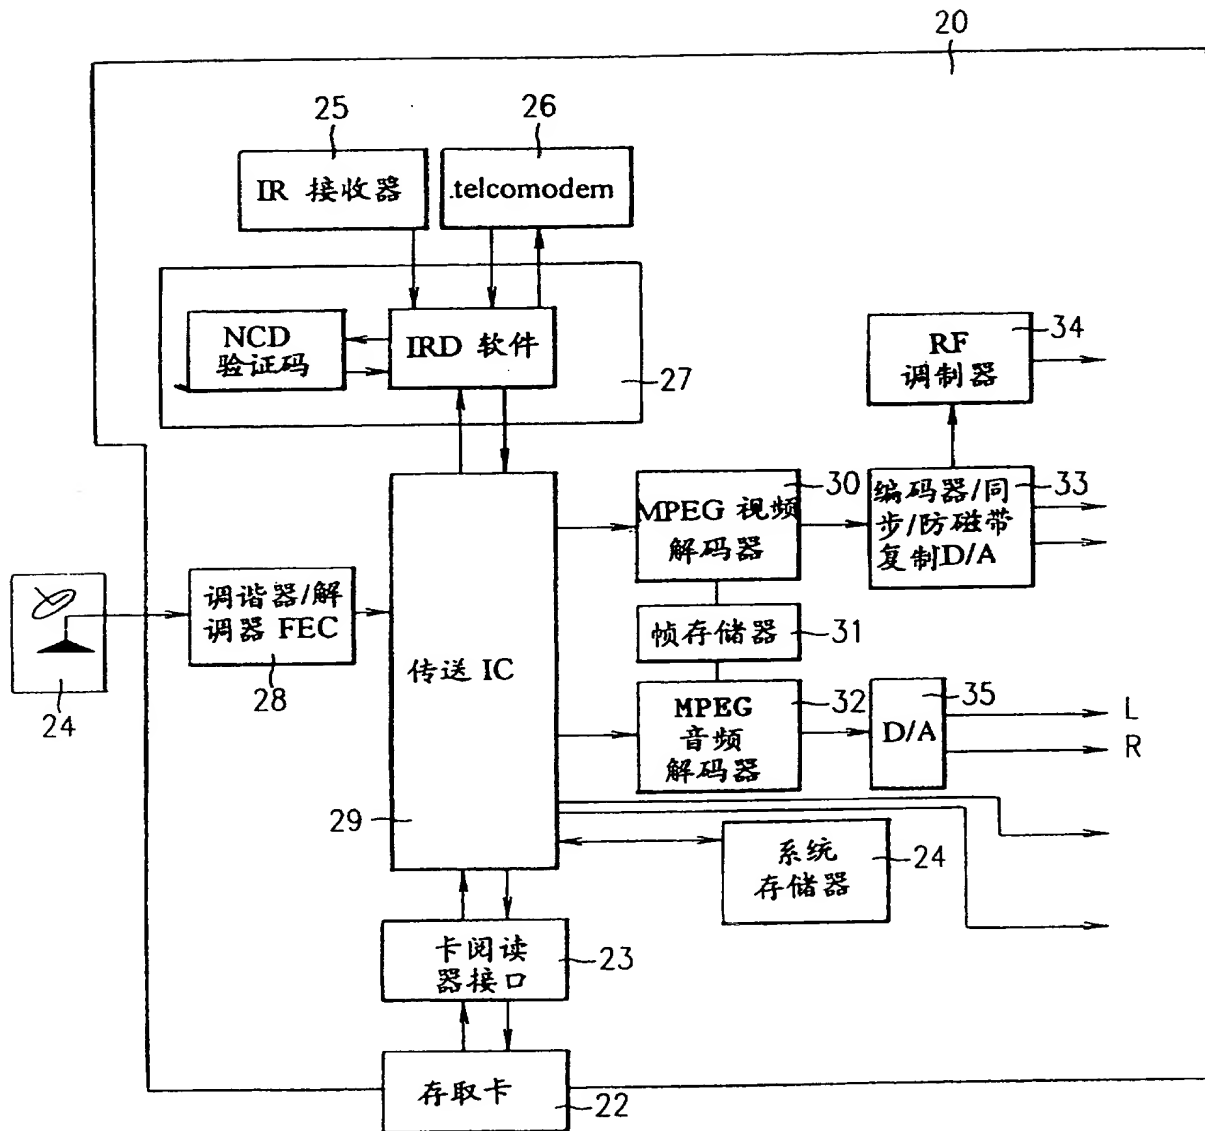 20
25
26
IR 接收器
.telcomodem
NCD
验证码
IRD 软件
27
RF
调制器
34
30
MPEG 视频
解码器
编码器/同
步/防磁带
复制D/A
33
调谐器/解
调器 FEC
28
24
传送 IC
29
帧存储器
31
MPEG
音频
解码器
32
D/A
35
L
R
系统
存储器
24
卡阅读
器接口
23
存取卡
22